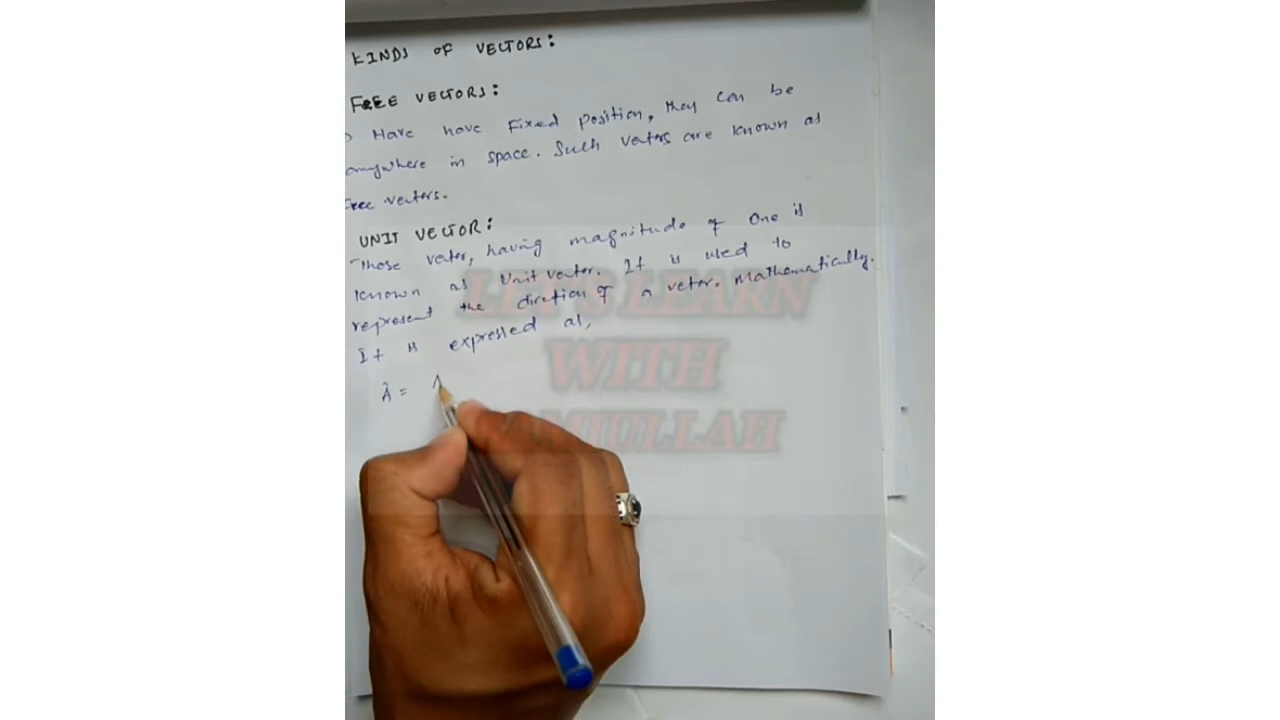 KINDS OF VECTORS:
FREE VECTORS:
Have have Fixed position, they can be
anywhere in space. Such vectors are known as
Free vectors.
UNIT VECTOR:
Those vector, having magnitude of one is
known as Unit vector. It is used to
represent the direction of a vector. Mathematically.
It is expressed as,
Â = A
LET'S LEARN
WITH